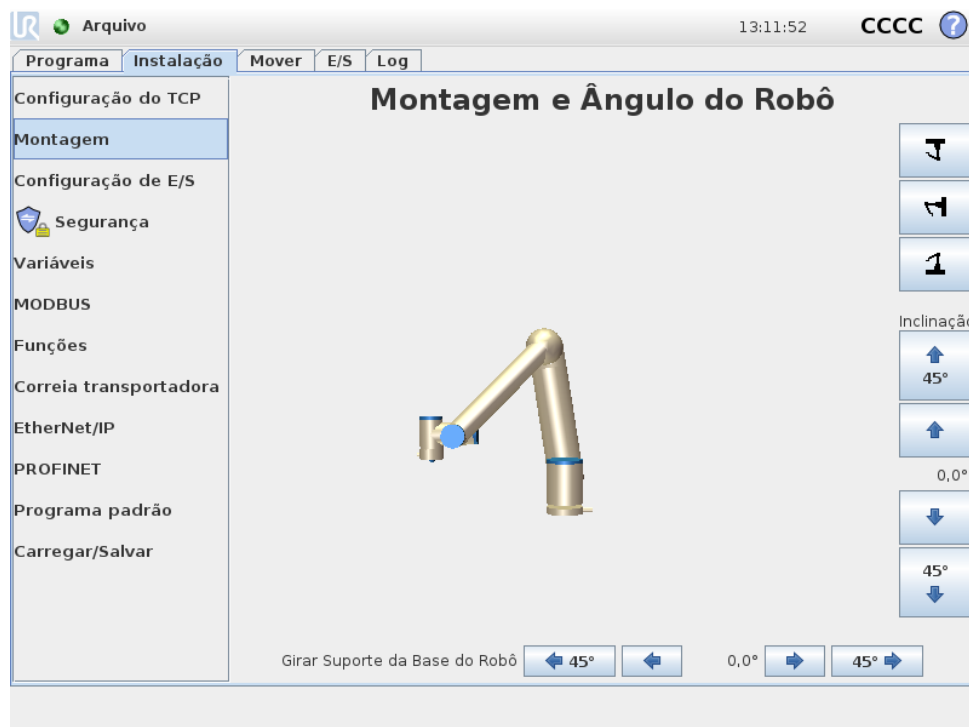 UR
Arquivo
13:11:52
CCCC
?
Programa
Instalação
Mover
E/S
Log
Configuração do TCP
Montagem
Configuração de E/S
Segurança
Variáveis
MODBUS
Funções
Correia transportadora
EtherNet/IP
PROFINET
Programa padrão
Carregar/Salvar
Montagem e Ângulo do Robô
Inclinação
45°
0,0°
45°
Girar Suporte da Base do Robô
45°
0,0°
45°